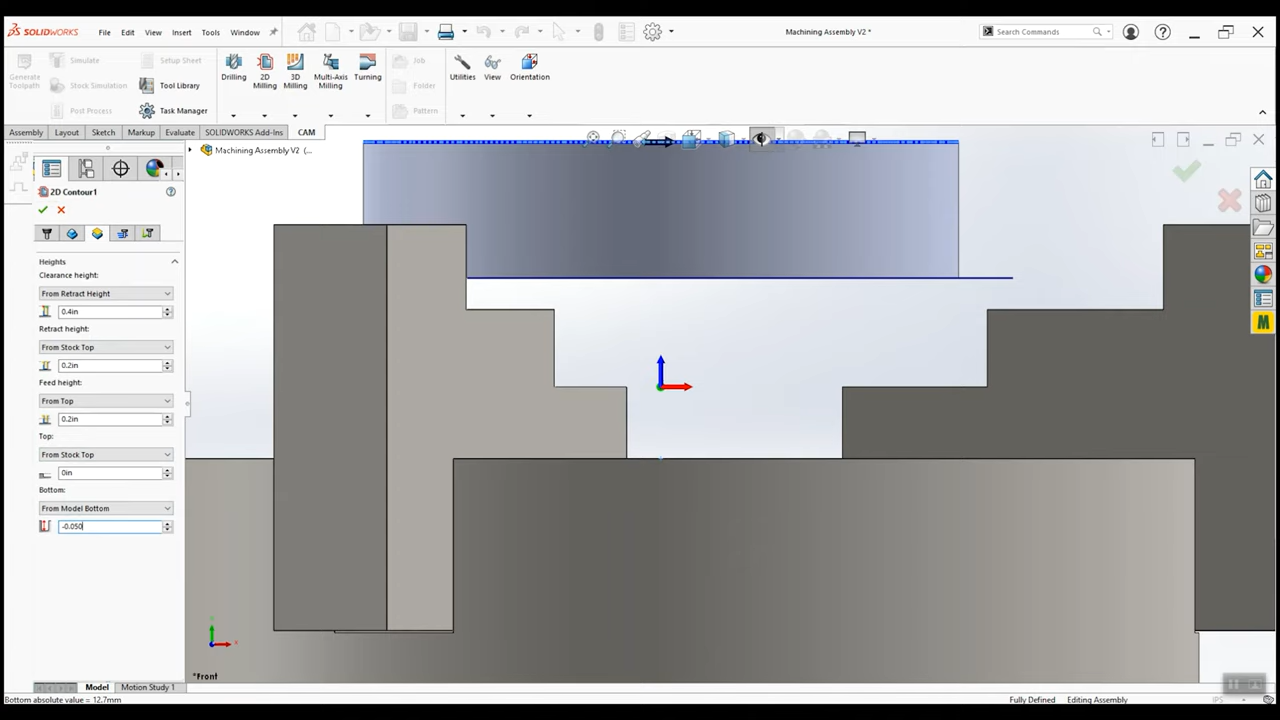 SOLIDWORKS
File Edit View Insert Tools Window
Machining Assembly V2 *
Search Commands
Generate Toolpath
Simulate
Stock Simulation
Post Process
Setup Sheet
Tool Library
Task Manager
Drilling
2D Milling
3D Milling
Multi-Axis Milling
Turning
Job
Folder
Pattern
Utilities
View
Orientation
Assembly Layout Sketch Markup Evaluate SOLIDWORKS Add-Ins CAM
Machining Assembly V2 (...
2D Contour1
Heights
Clearance height:
From Retract Height
0.4in
Retract height:
From Stock Top
0.2in
Feed height:
From Top
0.2in
Top:
From Stock Top
0in
Bottom:
From Model Bottom
-0.050
*Front
Model Motion Study 1
Bottom absolute value = 12.7mm
Fully Defined Editing Assembly IPS